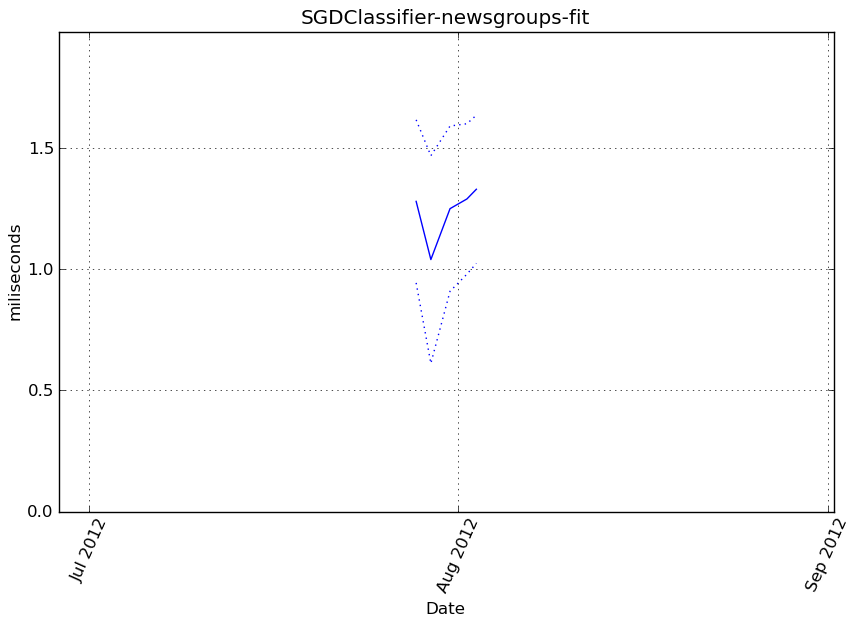 SGDClassifier-newsgroups-fit
miliseconds
1.5
1.0
0.5
0.0
Jul 2012
Aug 2012
Sep 2012
Date